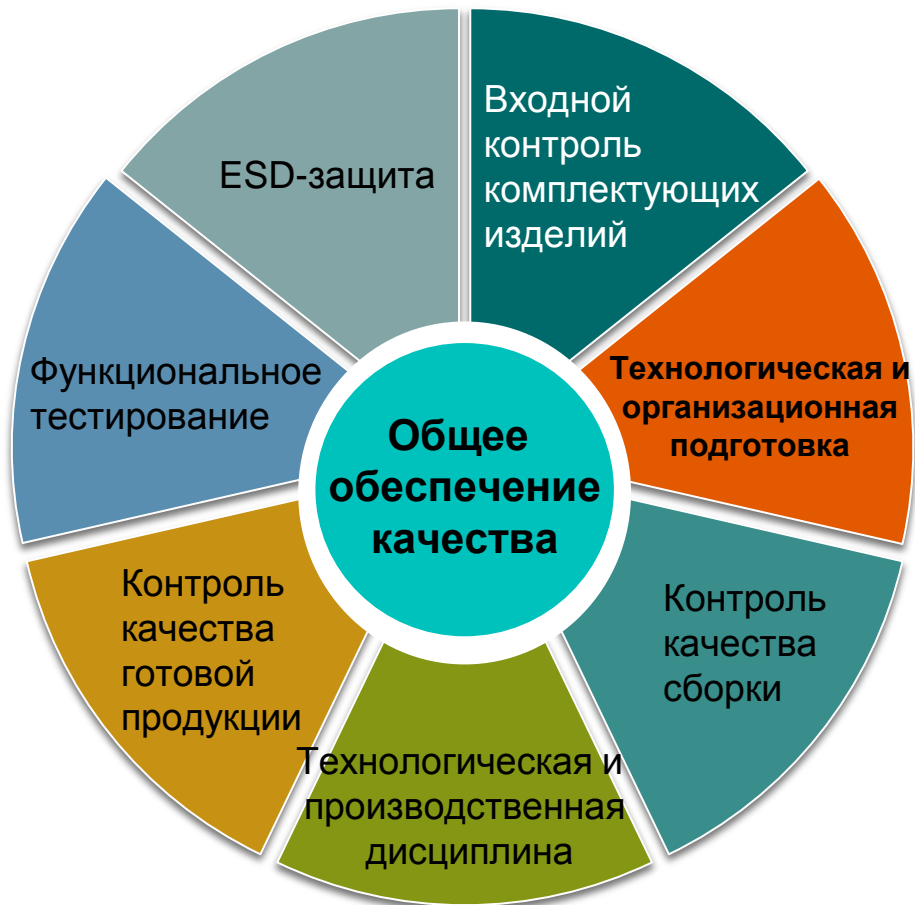 ESD-защита
Входной
контроль
комплектующих
изделий
Технологическая и
организационная
подготовка
Контроль
качества
сборки
Технологическая и
производственная
дисциплина
Контроль
качества
готовой
продукции
Функциональное
тестирование
Общее
обеспечение
качества